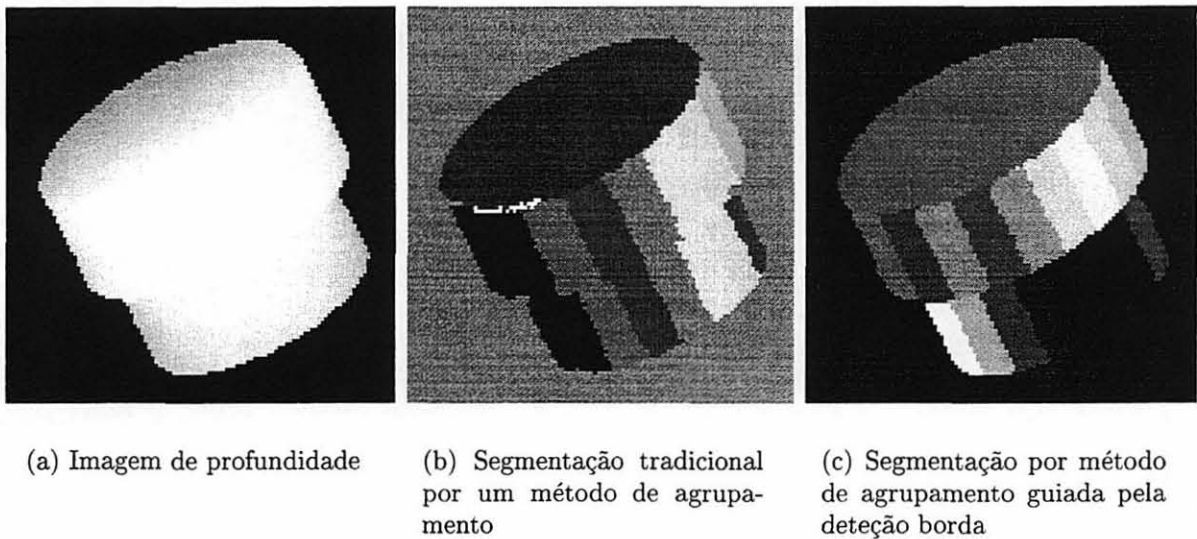 (a) Imagem de profundidade
(b) Segmentação tradicional
por um método de agrupa-
mento
(c) Segmentação por método
de agrupamento guiada pela
deteção borda